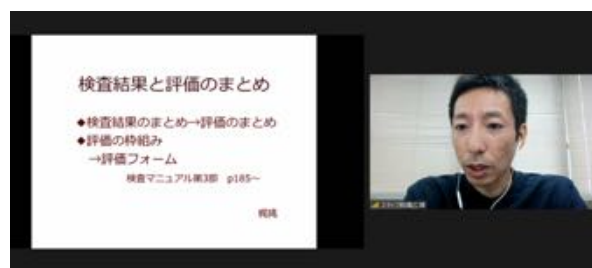 検査結果と評価のまとめ
◆検査結果のまとめ→評価のまとめ
◆評価の枠組み
→評価フォーム
検査マニュアル第3部 p185～